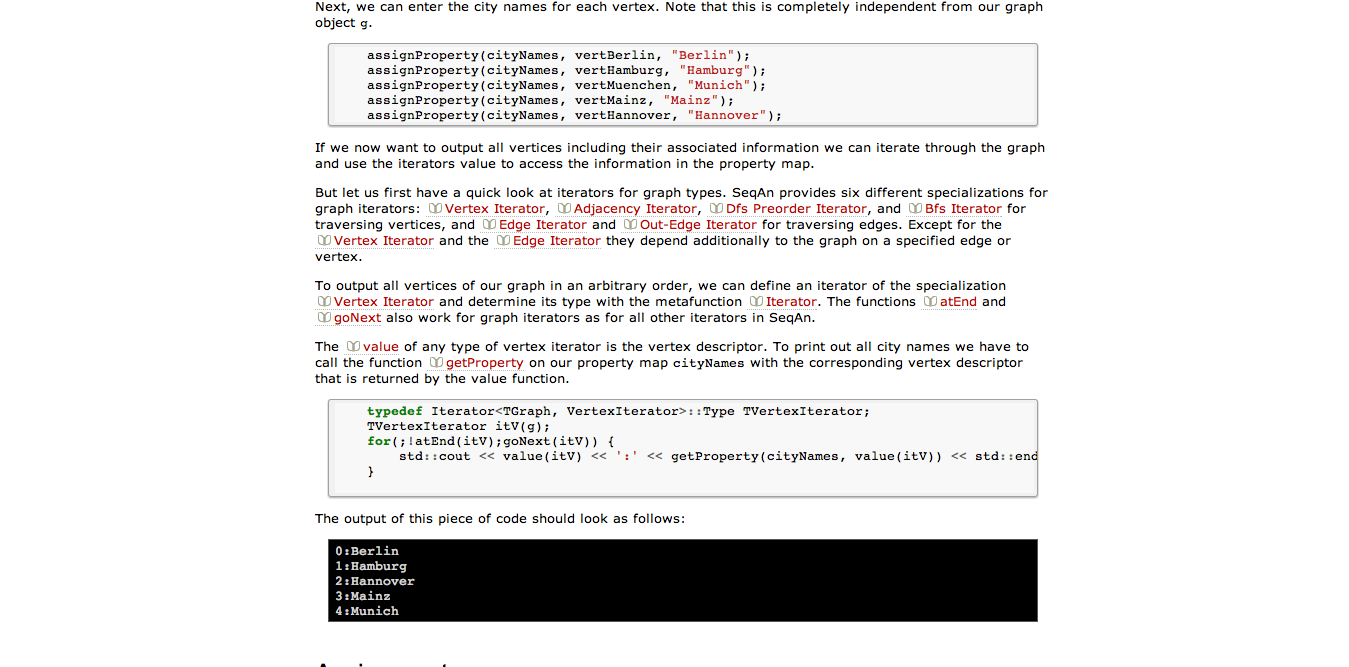 Next, we can enter the city names for each vertex. Note that this is completely independent from our graph
object g.
assignProperty(cityNames, vertBerlin, "Berlin");
assignProperty(cityNames, vertHamburg, "Hamburg");
assignProperty(cityNames, vertMuenchen, "Munich");
assignProperty(cityNames, vertMainz, "Mainz");
assignProperty(cityNames, vertHannover, "Hannover");
If we now want to output all vertices including their associated information we can iterate through the graph
and use the iterators value to access the information in the property map.
But let us first have a quick look at iterators for graph types. SeqAn provides six different specializations for
graph iterators: Vertex Iterator, Adjacency Iterator, Dfs Preorder Iterator, and Bfs Iterator for
traversing vertices, and Edge Iterator and Out-Edge Iterator for traversing edges. Except for the
Vertex Iterator and the Edge Iterator they depend additionally to the graph on a specified edge or
vertex.
To output all vertices of our graph in an arbitrary order, we can define an iterator of the specialization
Vertex Iterator and determine its type with the metafunction Iterator. The functions atEnd and
goNext also work for graph iterators as for all other iterators in SeqAn.
The value of any type of vertex iterator is the vertex descriptor. To print out all city names we have to
call the function getProperty on our property map cityNames with the corresponding vertex descriptor
that is returned by the value function.
typedef Iterator<TGraph, VertexIterator>::Type TVertexIterator;
TVertexIterator itV(g);
for(;!atEnd(itV);goNext(itV)) {
std::cout << value(itV) << ':' << getProperty(cityNames, value(itV)) << std::end
}
The output of this piece of code should look as follows:
0:Berlin
1:Hamburg
2:Hannover
3:Mainz
4:Munich